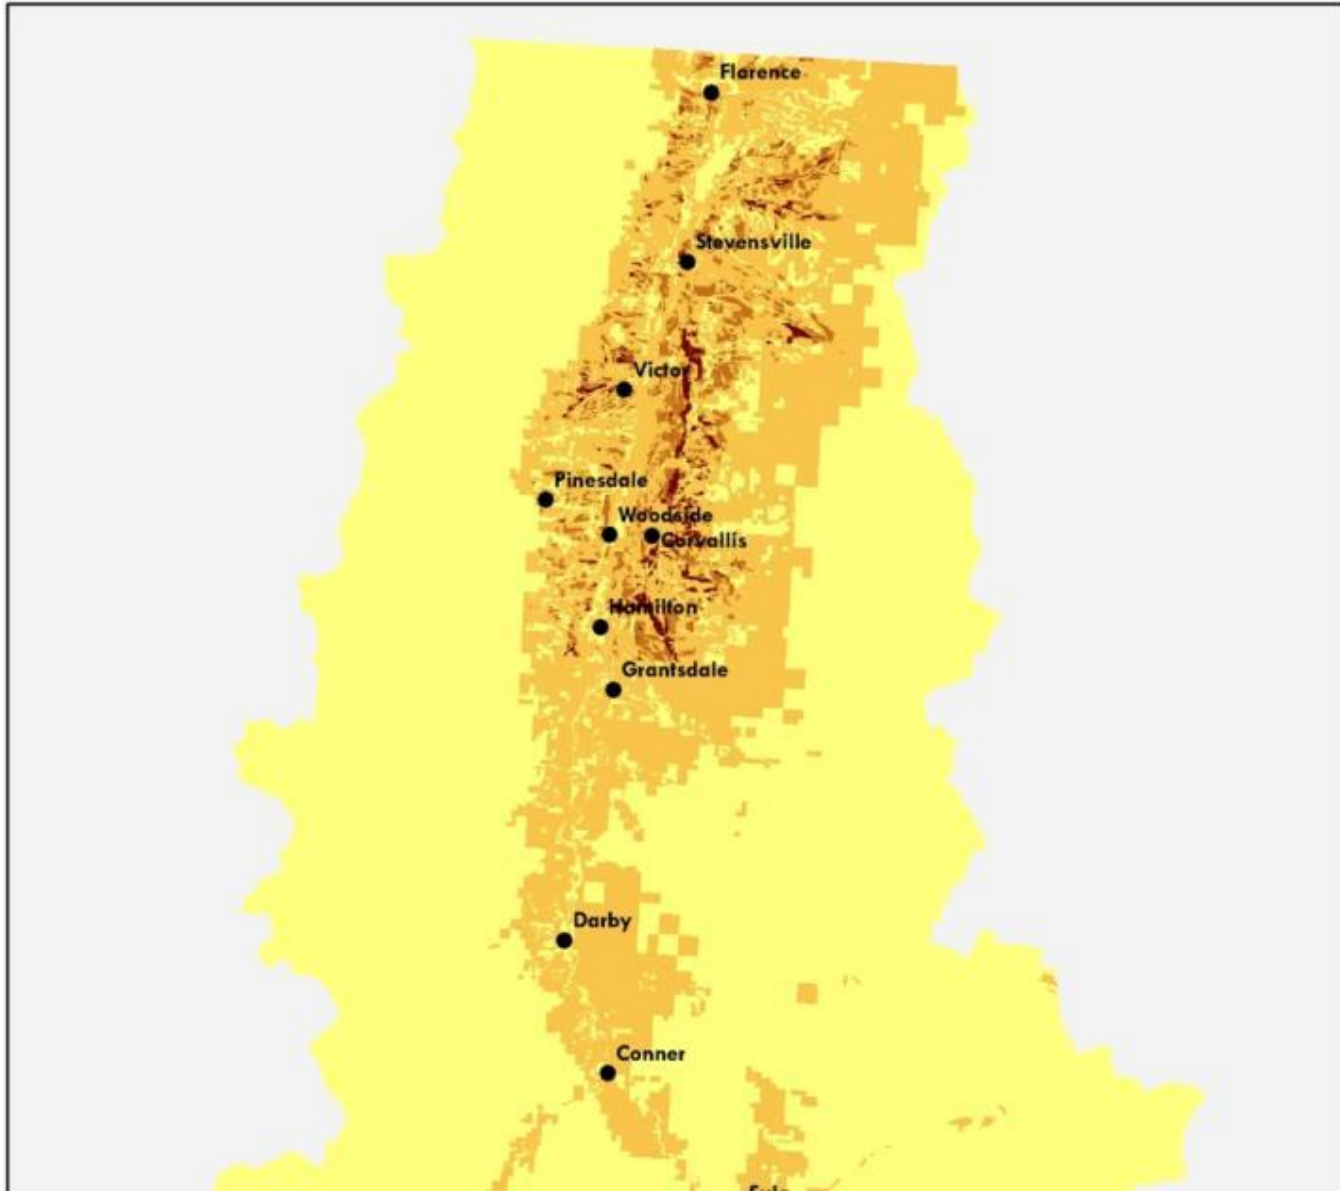 Florence
Stevensville
Victor
Pinesdale
Woodside
Corvallis
Hamilton
Grantsdale
Darby
Conner